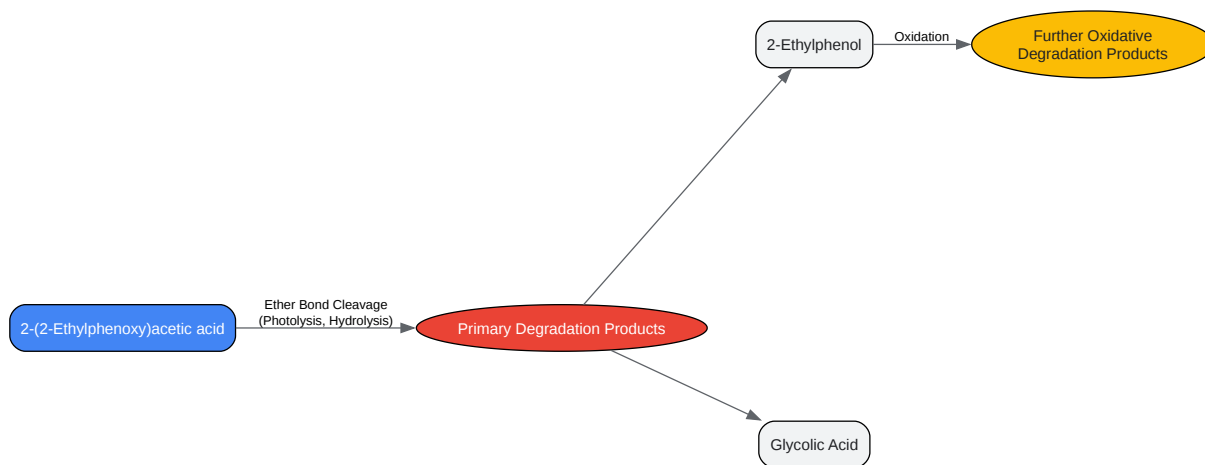 2-(2-Ethylphenoxy)acetic acid
Ether Bond Cleavage
(Photolysis, Hydrolysis)
Primary Degradation Products
2-Ethylphenol
Oxidation
Further Oxidative
Degradation Products
Glycolic Acid